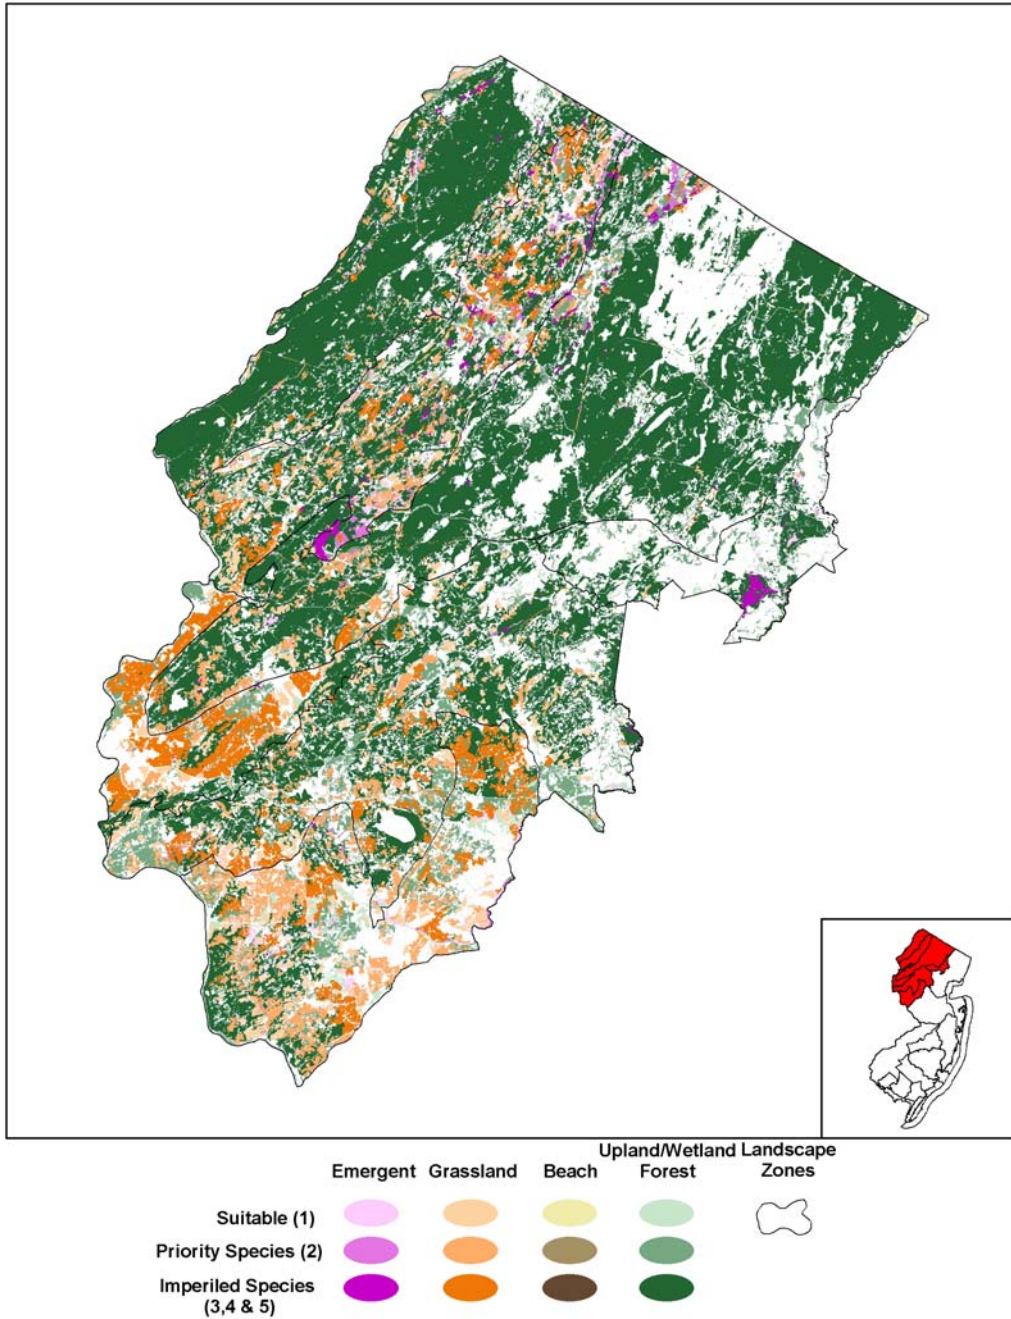 Emergent Grassland Beach Upland/Wetland Forest Landscape Zones
Suitable (1)
Priority Species (2)
Imperiled Species
(3,4 & 5)